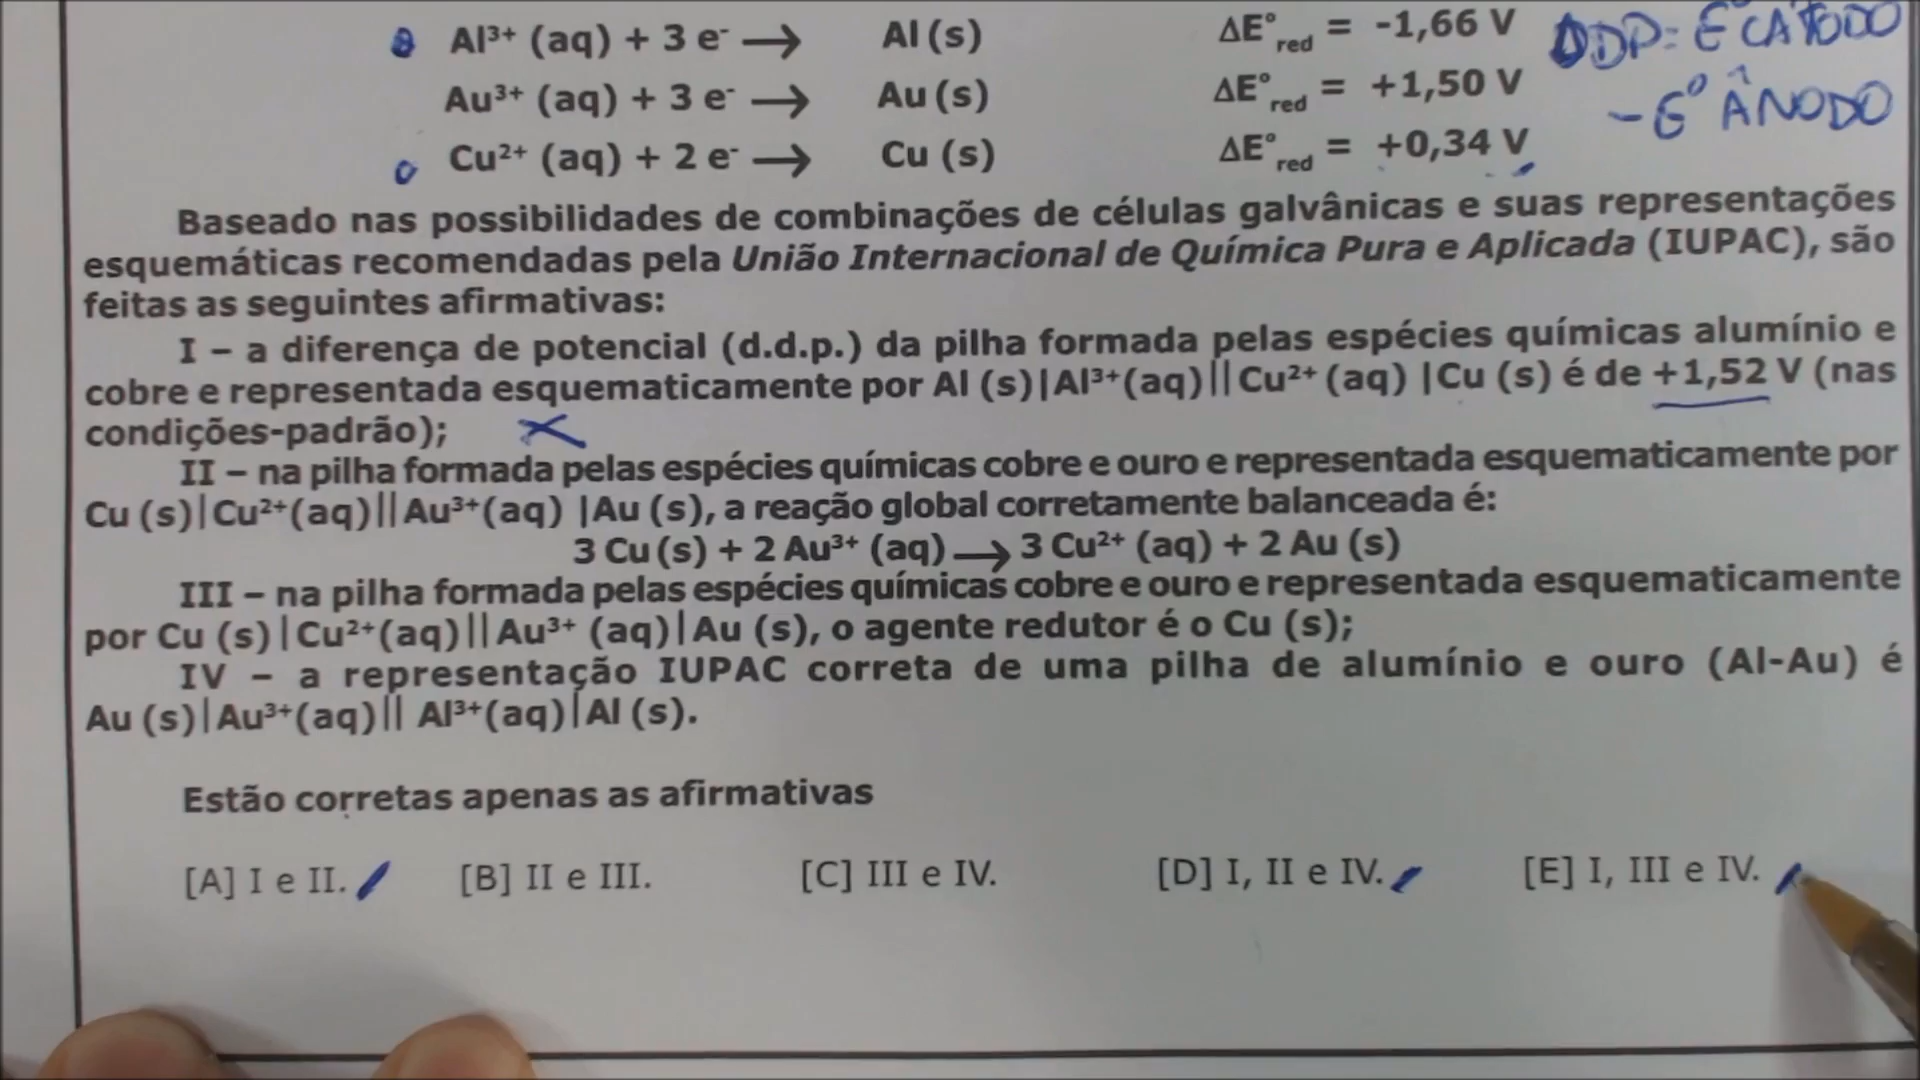 Al³⁺ (aq) + 3 e⁻ → Al (s) ΔE°red = -1,66 V
DDP = E° CATODO
Au³⁺ (aq) + 3 e⁻ → Au (s) ΔE°red = +1,50 V
- E° ÂNODO
Cu²⁺ (aq) + 2 e⁻ → Cu (s) ΔE°red = +0,34 V
Baseado nas possibilidades de combinações de células galvânicas e suas representações
esquemáticas recomendadas pela União Internacional de Química Pura e Aplicada (IUPAC), são
feitas as seguintes afirmativas:
I – a diferença de potencial (d.d.p.) da pilha formada pelas espécies químicas alumínio e
cobre e representada esquematicamente por Al (s)|Al³⁺(aq)||Cu²⁺ (aq) |Cu (s) é de +1,52 V (nas
condições-padrão);
II – na pilha formada pelas espécies químicas cobre e ouro e representada esquematicamente por
Cu (s)|Cu²⁺(aq)||Au³⁺(aq) |Au (s), a reação global corretamente balanceada é:
3 Cu (s) + 2 Au³⁺ (aq) → 3 Cu²⁺ (aq) + 2 Au (s)
III – na pilha formada pelas espécies químicas cobre e ouro e representada esquematicamente
por Cu (s)|Cu²⁺(aq)||Au³⁺ (aq)|Au (s), o agente redutor é o Cu (s);
IV – a representação IUPAC correta de uma pilha de alumínio e ouro (Al-Au) é
Au (s)|Au³⁺(aq)|| Al³⁺(aq)|Al (s).
Estão corretas apenas as afirmativas
[A] I e II. [B] II e III. [C] III e IV. [D] I, II e IV. [E] I, III e IV.